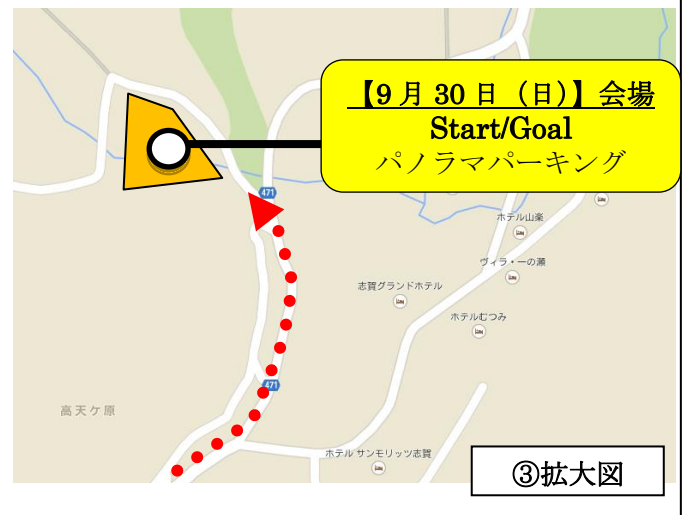 【9月30日（日)】会場
Start/Goal
パノラマパーキング
471
ホテル山楽
ヴィラ・一の瀬
志賀グランドホテル
ホテルむつみ
471
高天ケ原
ホテル サンモリッツ志賀
③拡大図